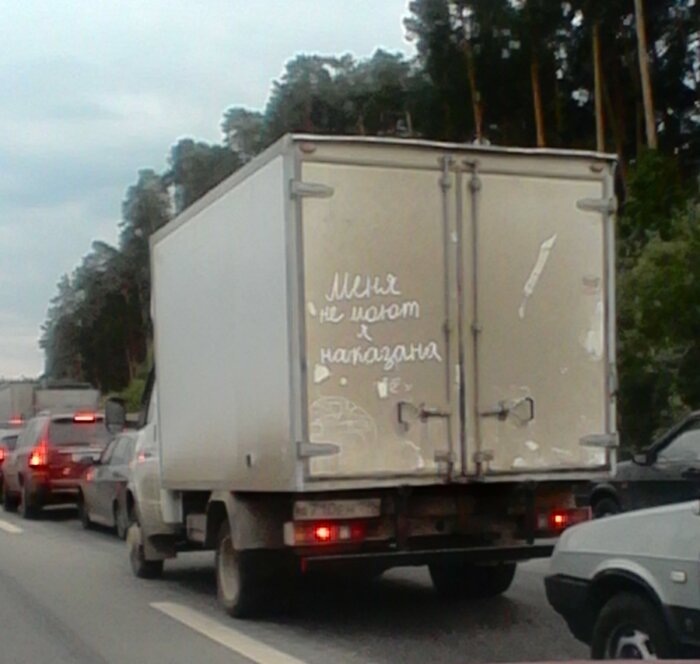 Меня
не моют
я
наказана